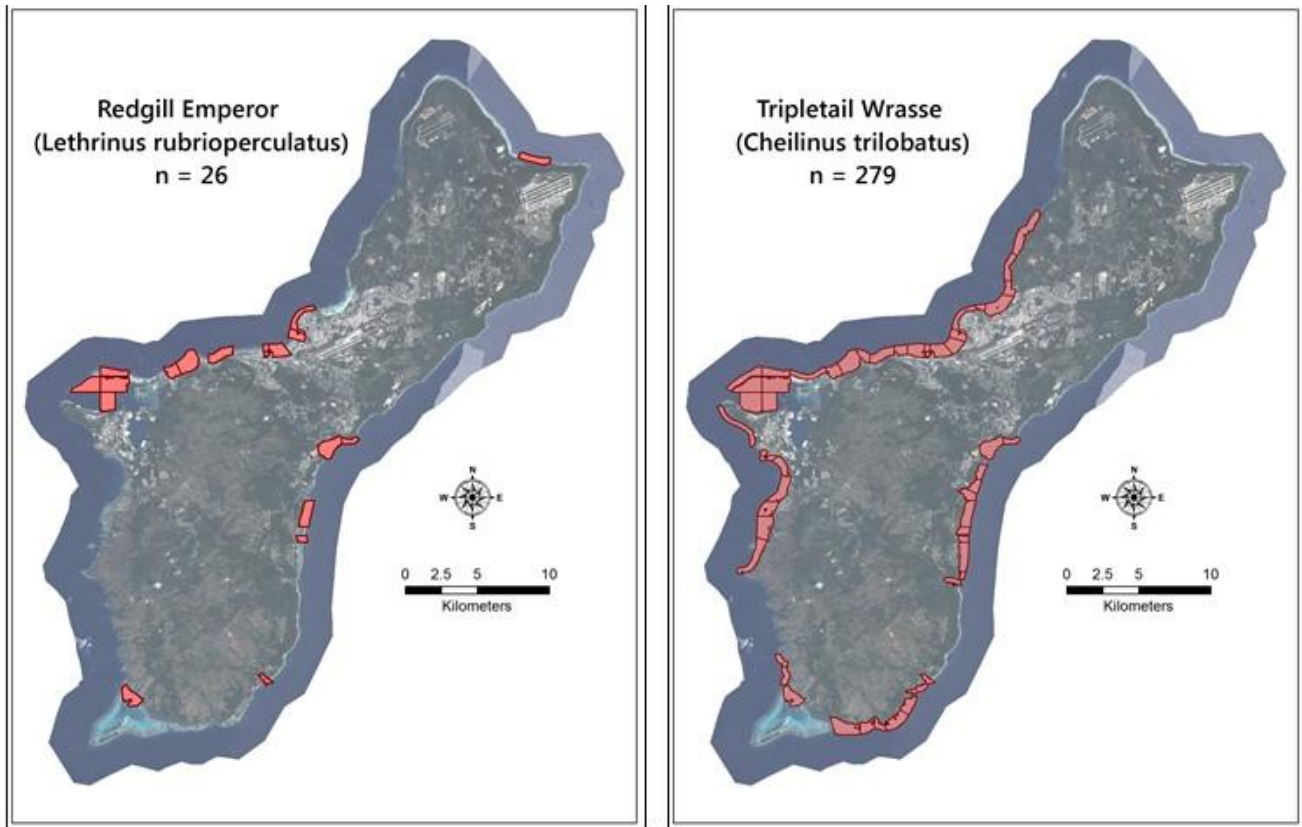 Redgill Emperor
(Lethrinus rubrioperculatus)
n = 26
N
W E
S
0 2.5 5 10
Kilometers
Tripletail Wrasse
(Cheilinus trilobatus)
n = 279
N
W E
S
0 2.5 5 10
Kilometers